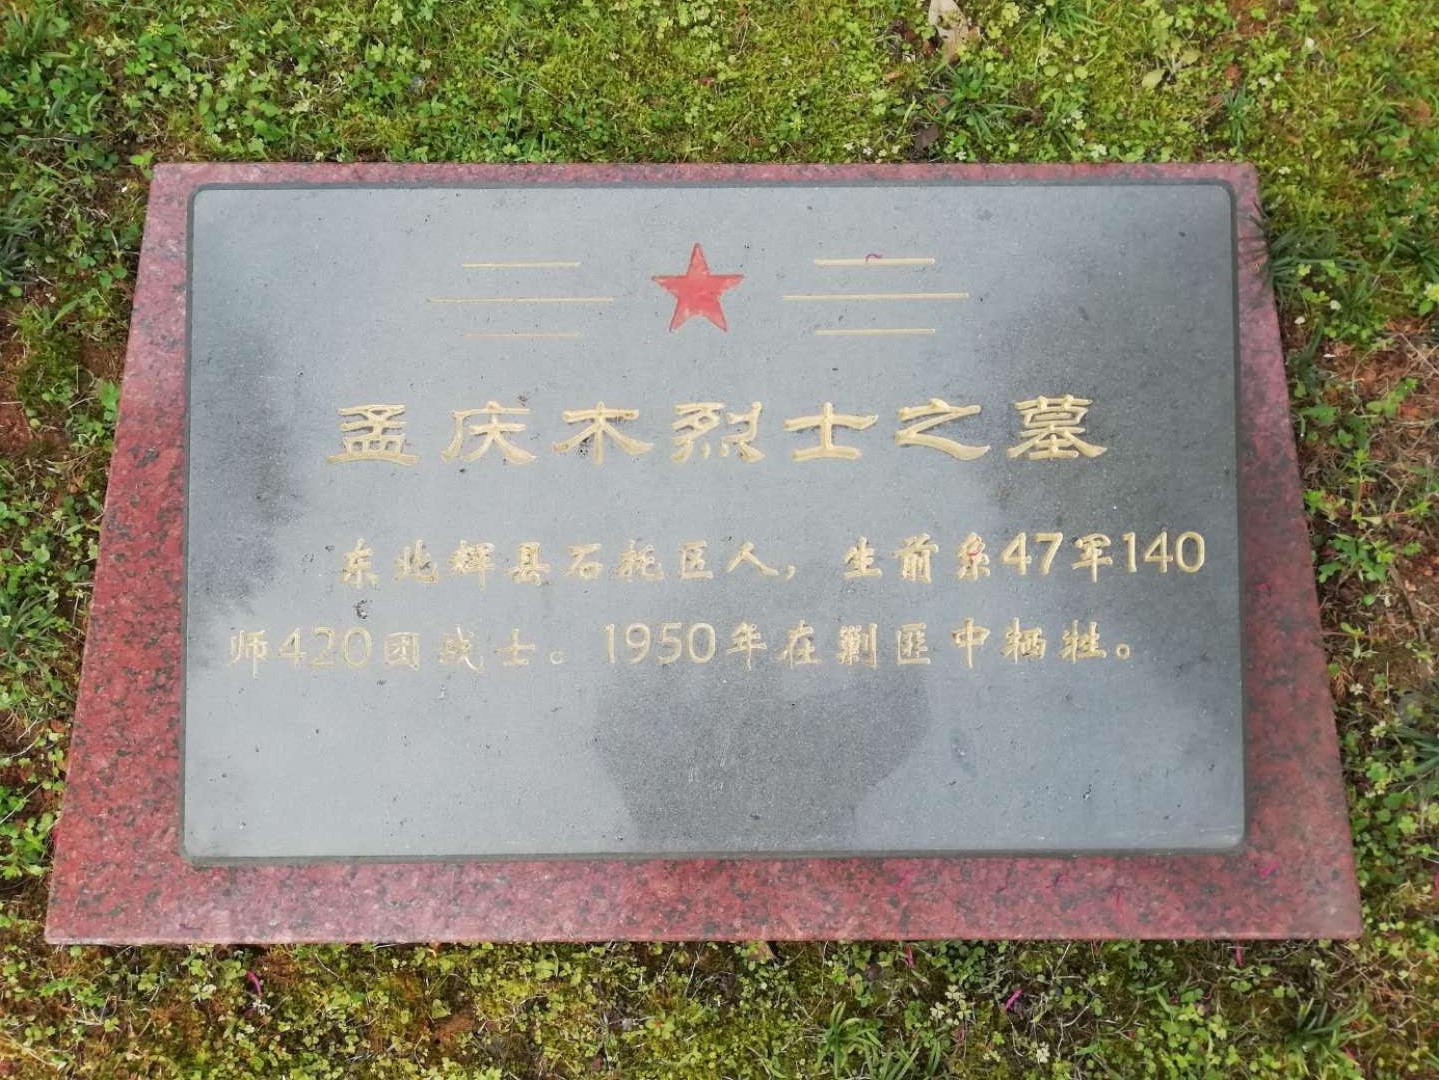 孟庆木烈士之墓
东北辉县石托区人，生前系47军140
师420团战士。1950年在剿匪中牺牲。